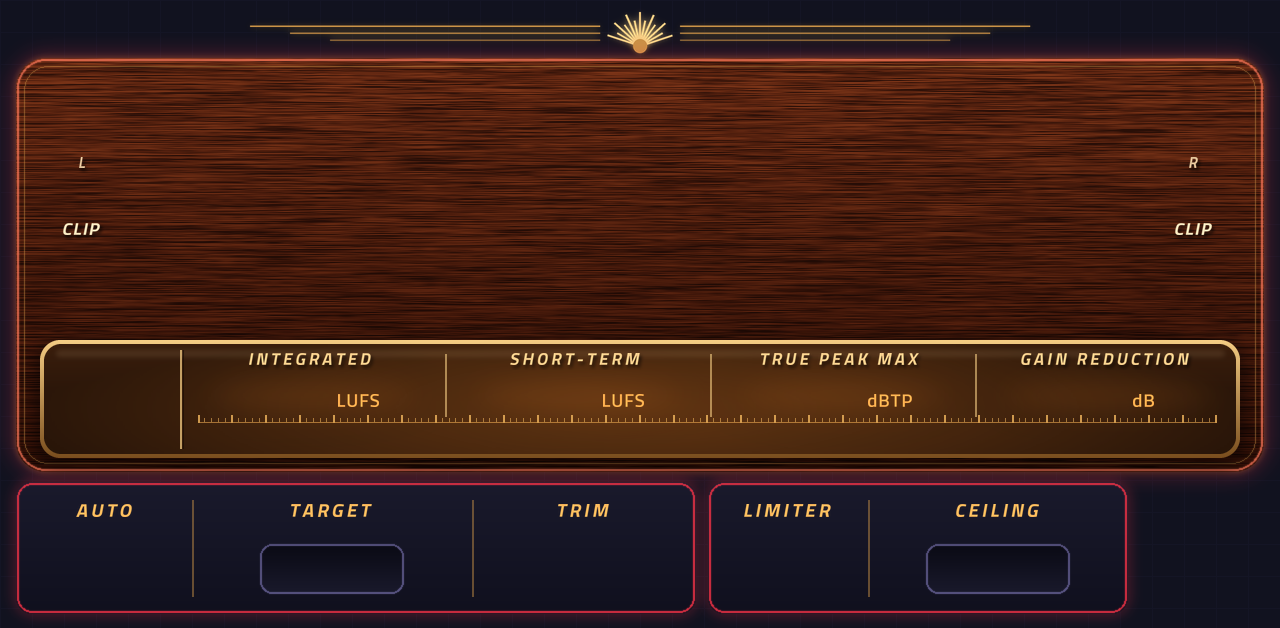 L
R
CLIP
CLIP
INTEGRATED
SHORT-TERM
TRUE PEAK MAX
GAIN REDUCTION
LUFS
LUFS
dBTP
dB
AUTO
TARGET
TRIM
LIMITER
CEILING